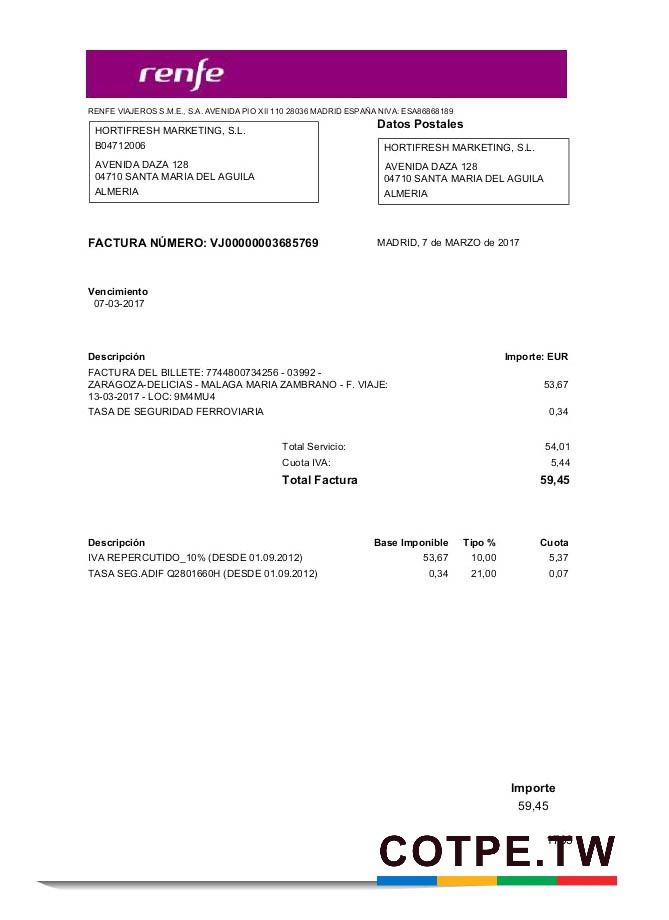 renfe
RENFE VIAJEROS S.M.E., S.A. AVENIDA PIO XII 110 28036 MADRID ESPAÑA NIVA: ESA86868189
HORTIFRESH MARKETING, S.L.
B04712006
AVENIDA DAZA 128
04710 SANTA MARIA DEL AGUILA
ALMERIA
Datos Postales
HORTIFRESH MARKETING, S.L.
AVENIDA DAZA 128
04710 SANTA MARIA DEL AGUILA
ALMERIA
FACTURA NÚMERO: VJ00000003685769 MADRID, 7 de MARZO de 2017
Vencimiento
07-03-2017
Descripción Importe: EUR
FACTURA DEL BILLETE: 7744800734256 - 03992 -
ZARAGOZA-DELICIAS - MALAGA MARIA ZAMBRANO - F. VIAJE: 53,67
13-03-2017 - LOC: 9M4MU4
TASA DE SEGURIDAD FERROVIARIA 0,34
Total Servicio: 54,01
Cuota IVA: 5,44
Total Factura 59,45
Descripción Base Imponible Tipo % Cuota
IVA REPERCUTIDO_10% (DESDE 01.09.2012) 53,67 10,00 5,37
TASA SEG.ADIF Q2801660H (DESDE 01.09.2012) 0,34 21,00 0,07
Importe
59,45
COTPE.TW